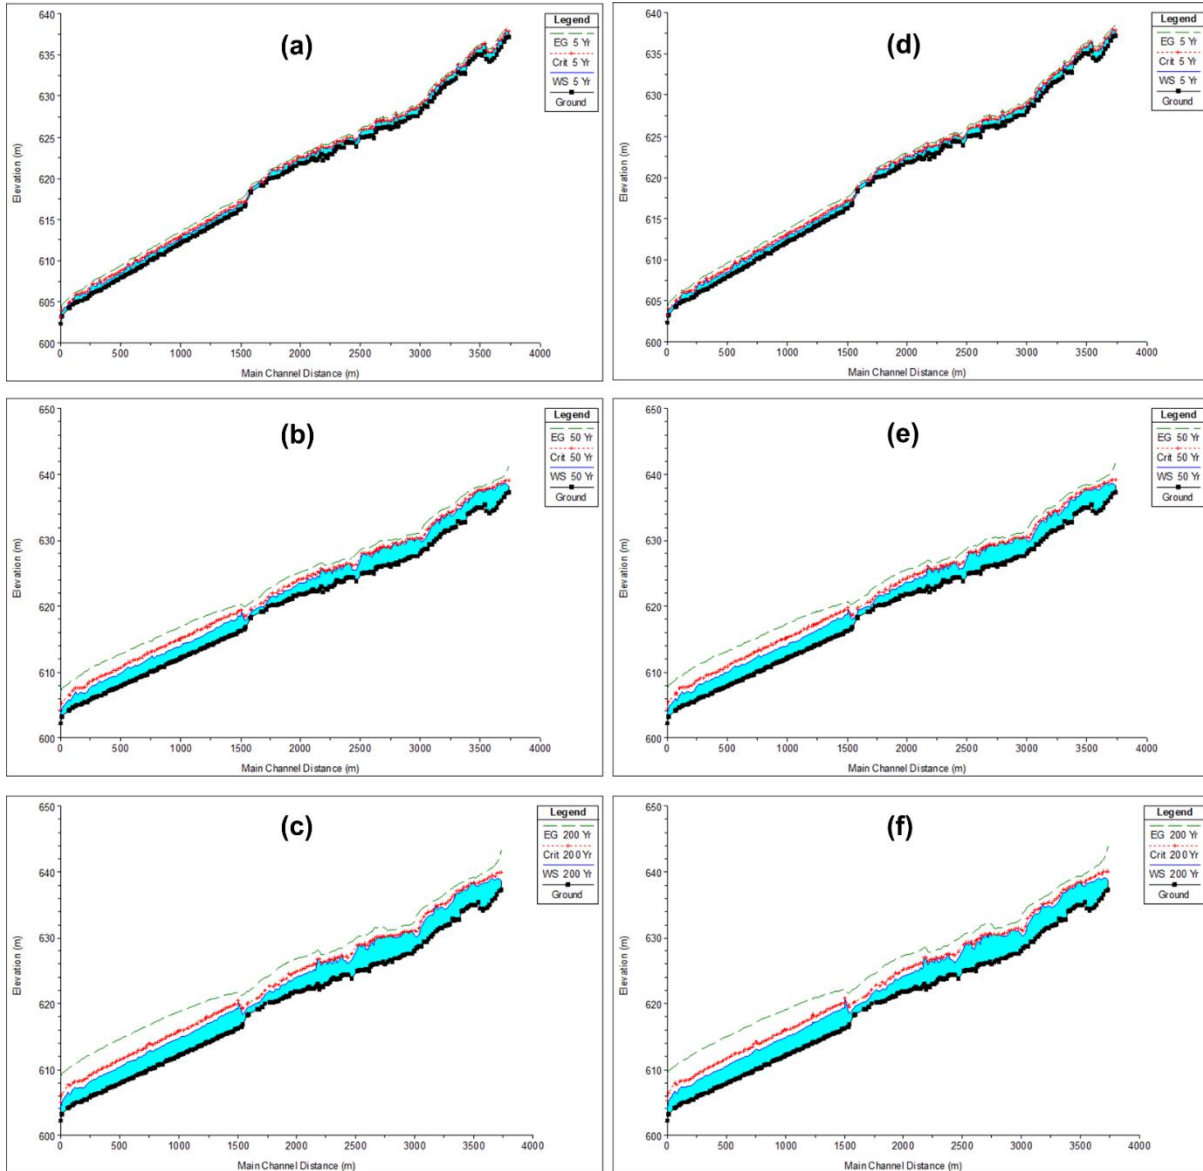 (a)
Legend
EG 5 Yr
Crit 5 Yr
WS 5 Yr
Ground
Elevation (m)
640
635
630
625
620
615
610
605
600
0 500 1000 1500 2000 2500 3000 3500 4000
Main Channel Distance (m)
(d)
Legend
EG 5 Yr
Crit 5 Yr
WS 5 Yr
Ground
Elevation (m)
640
635
630
625
620
615
610
605
600
0 500 1000 1500 2000 2500 3000 3500 4000
Main Channel Distance (m)
(b)
Legend
EG 50 Yr
Crit 50 Yr
WS 50 Yr
Ground
Elevation (m)
650
640
630
620
610
600
0 500 1000 1500 2000 2500 3000 3500 4000
Main Channel Distance (m)
(e)
Legend
EG 50 Yr
Crit 50 Yr
WS 50 Yr
Ground
Elevation (m)
650
640
630
620
610
600
0 500 1000 1500 2000 2500 3000 3500 4000
Main Channel Distance (m)
(c)
Legend
EG 200 Yr
Crit 200 Yr
WS 200 Yr
Ground
Elevation (m)
650
640
630
620
610
600
0 500 1000 1500 2000 2500 3000 3500 4000
Main Channel Distance (m)
(f)
Legend
EG 200 Yr
Crit 200 Yr
WS 200 Yr
Ground
Elevation (m)
650
640
630
620
610
600
0 500 1000 1500 2000 2500 3000 3500 4000
Main Channel Distance (m)